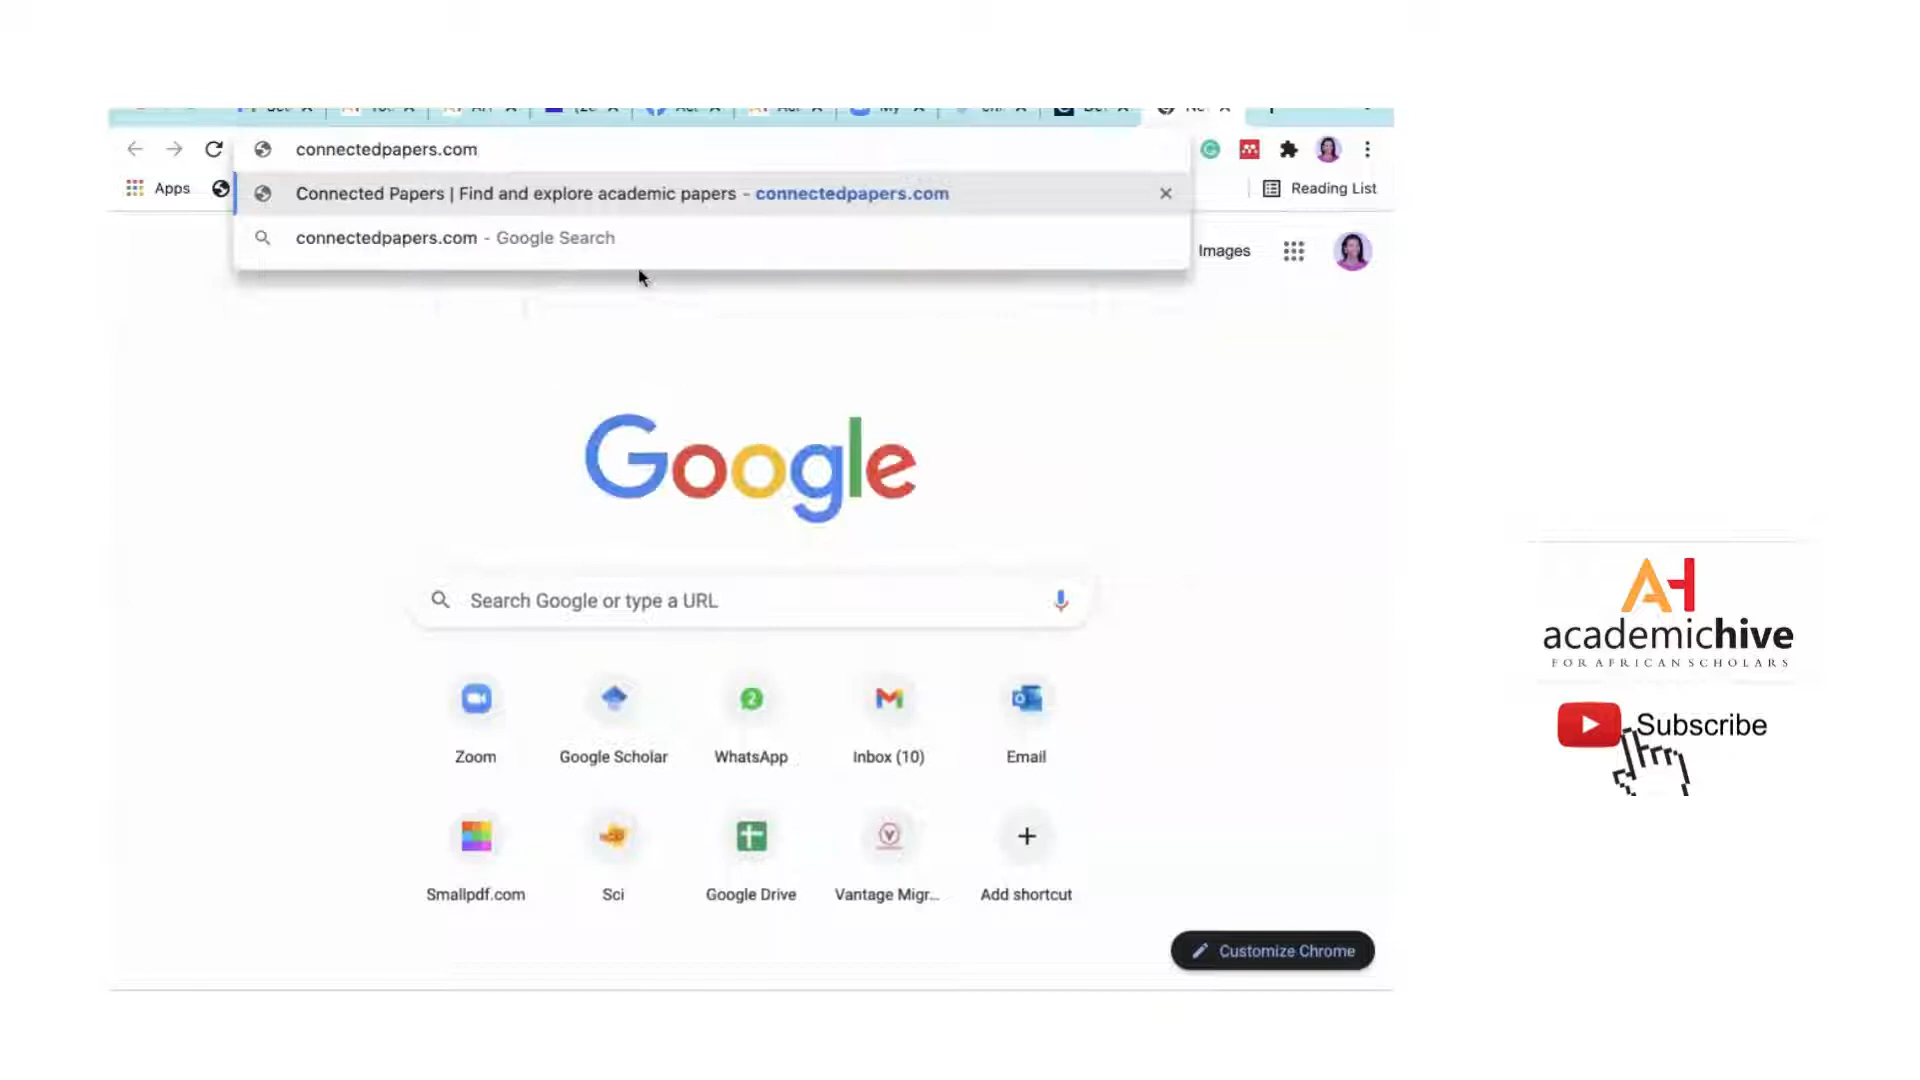 connectedpapers.com
Apps
Connected Papers | Find and explore academic papers - connectedpapers.com
Reading List
connectedpapers.com - Google Search
Images
Google
Search Google or type a URL
Zoom
Google Scholar
2
WhatsApp
Inbox (10)
Email
Smallpdf.com
Sci
Google Drive
Vantage Migr...
Add shortcut
Customize Chrome
AH
academichive
FOR AFRICAN SCHOLARS
Subscribe